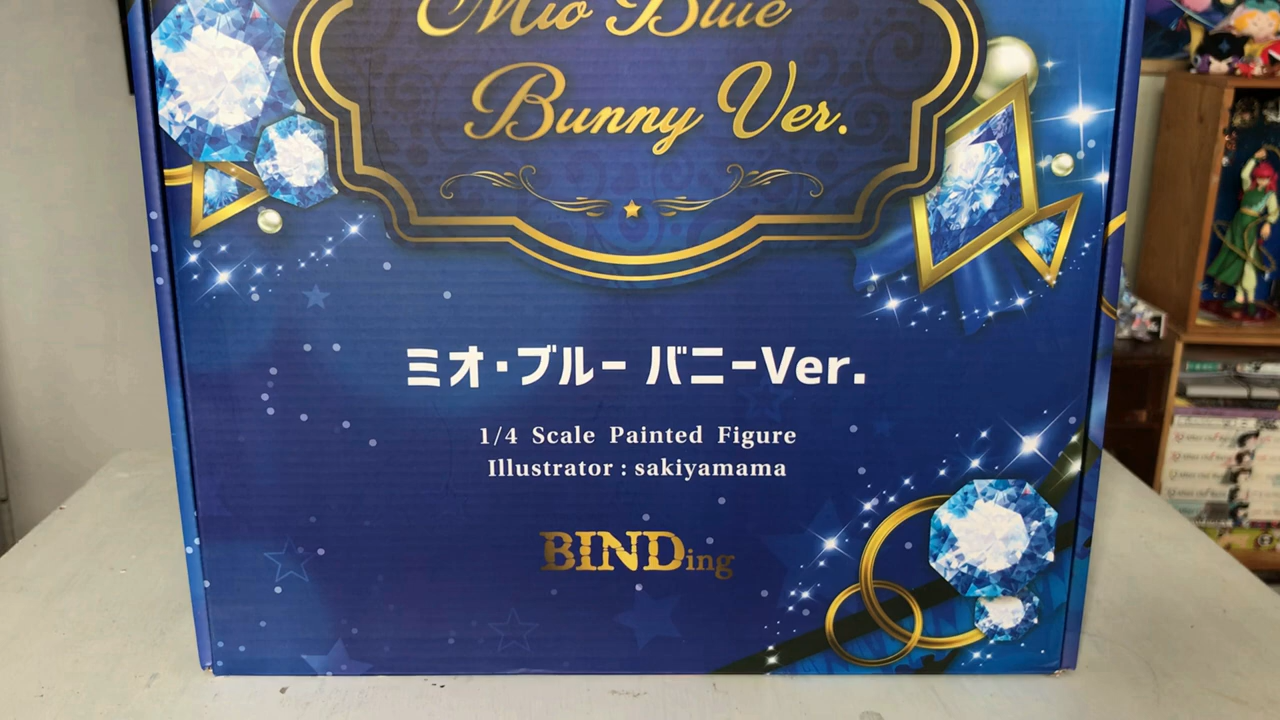 Mio Blue
Bunny Ver.
ミオ・ブルー バニーVer.
1/4 Scale Painted Figure
Illustrator : sakiyamama
BINDing